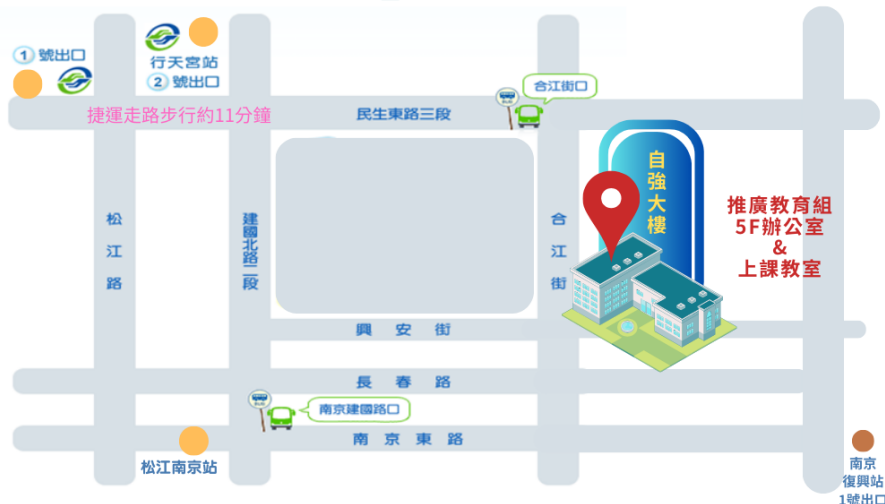 1 號出口
行天宮站
2 號出口
捷運走路步行約11分鐘
民生東路三段
BUS
合江街口
自強大樓
推廣教育組
5F辦公室
&
上課教室
松江路
建國北路二段
合江街
興安街
長春路
BUS
南京建國路口
南京東路
松江南京站
南京
復興站
1號出口